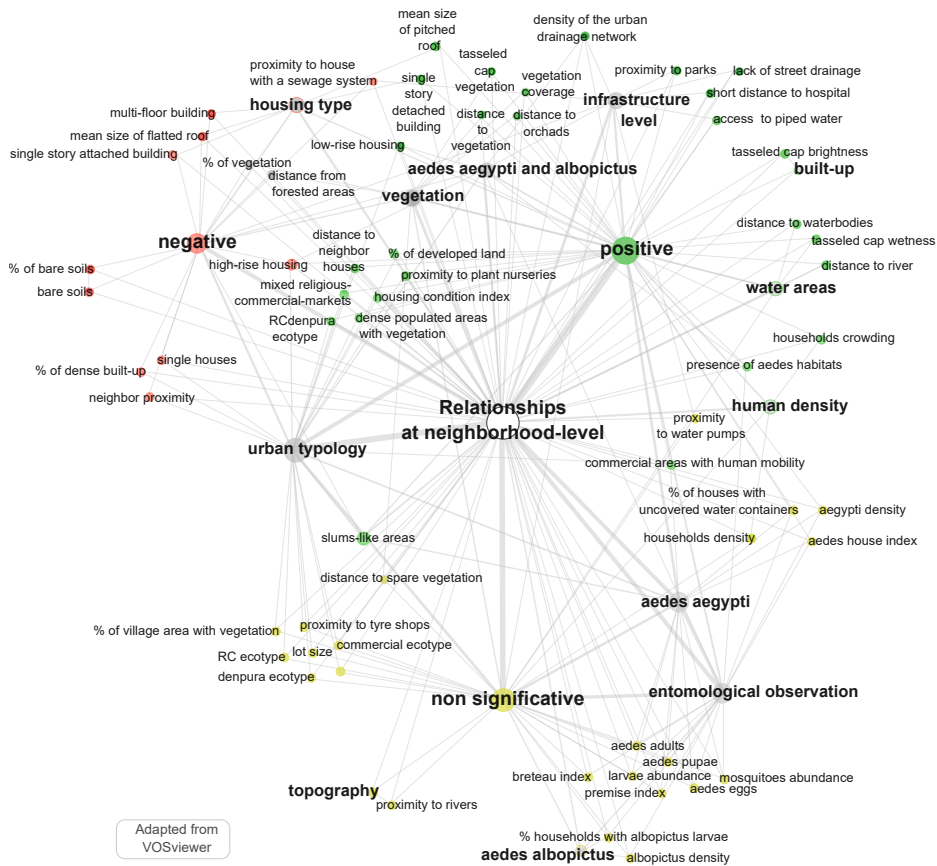 mean size
of pitched
roof
density of the urban
drainage network
tasseled
cap
vegetation
proximity to house
with a sewage system
single
story
detached
building
vegetation
coverage
proximity to parks
lack of street drainage
housing type
infrastructure
level
short distance to hospital
multi-floor building
distance
to
vegetation
distance to
orchads
access to piped water
mean size of flatted roof
low-rise housing
single story attached building
% of vegetation
distance from
forested areas
aedes aegypti and albopictus
tasseled cap brightness
built-up
vegetation
distance to waterbodies
negative
distance to
neighbor
houses
positive
tasseled cap wetness
% of developed land
high-rise housing
distance to river
% of bare soils
proximity to plant nurseries
mixed religious-
commercial-markets
water areas
bare soils
housing condition index
RCdenpura
ecotype
dense populated areas
with vegetation
households crowding
single houses
presence of aedes habitats
% of dense built-up
neighbor proximity
Relationships
at neighborhood-level
human density
proximity
to water pumps
urban typology
commercial areas with human mobility
% of houses with
uncovered water containers
aegypti density
slums-like areas
households density
aedes house index
distance to spare vegetation
aedes aegypti
% of village area with vegetation
proximity to tyre shops
commercial ecotype
RC ecotype
lot size
denpura ecotype
non significative
entomological observation
aedes adults
aedes pupae
breteau index
larvae abundance
mosquitoes abundance
topography
premise index
aedes eggs
proximity to rivers
Adapted from
VOSviewer
% households with albopictus larvae
aedes albopictus
albopictus density